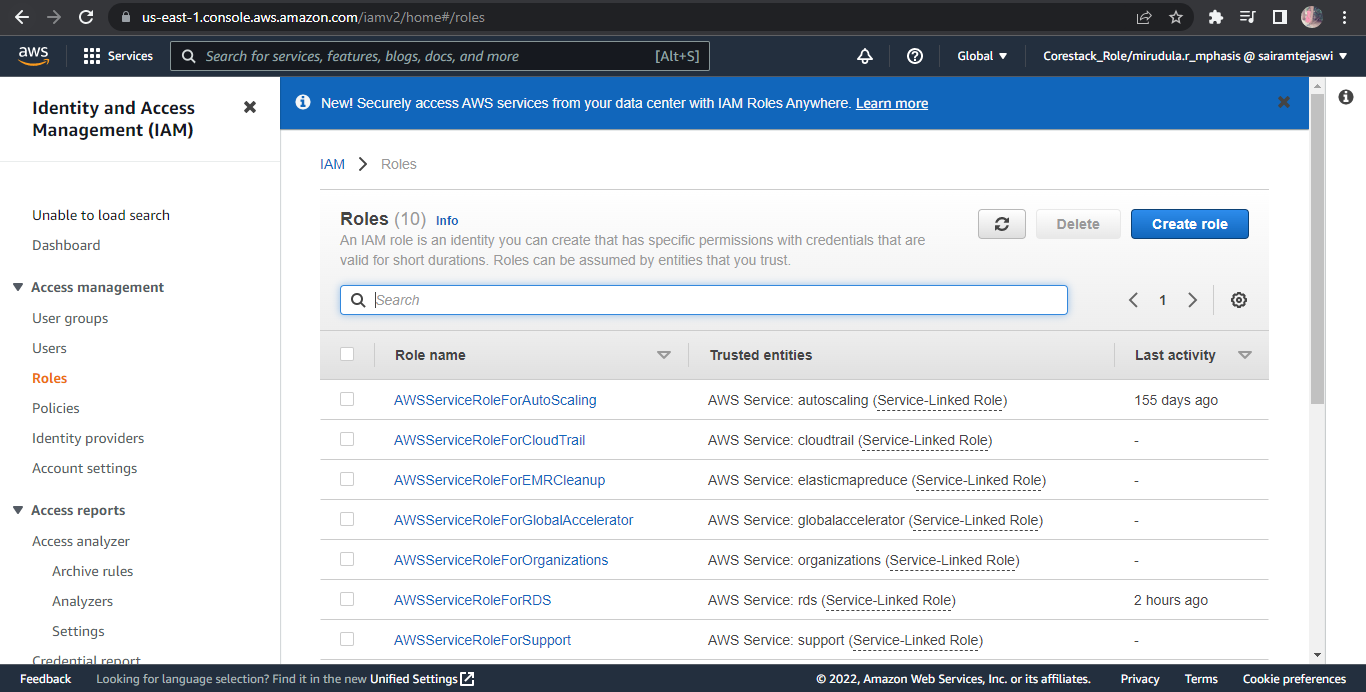 us-east-1.console.aws.amazon.com/iamv2/home#/roles
aws
Services
Search for services, features, blogs, docs, and more
[Alt+S]
Global
Corestack_Role/mirudula.r_mphasis @ sairamtejaswi
Identity and Access
Management (IAM)
Unable to load search
Dashboard
Access management
User groups
Users
Roles
Policies
Identity providers
Account settings
Access reports
Access analyzer
Archive rules
Analyzers
Settings
Credential report
New! Securely access AWS services from your data center with IAM Roles Anywhere. Learn more
IAM Roles
Roles (10) Info
An IAM role is an identity you can create that has specific permissions with credentials that are
valid for short durations. Roles can be assumed by entities that you trust.
Delete
Create role
Search
1
Role name Trusted entities Last activity
AWSServiceRoleForAutoScaling AWS Service: autoscaling (Service-Linked Role) 155 days ago
AWSServiceRoleForCloudTrail AWS Service: cloudtrail (Service-Linked Role) -
AWSServiceRoleForEMRCleanup AWS Service: elasticmapreduce (Service-Linked Role) -
AWSServiceRoleForGlobalAccelerator AWS Service: globalaccelerator (Service-Linked Role) -
AWSServiceRoleForOrganizations AWS Service: organizations (Service-Linked Role) -
AWSServiceRoleForRDS AWS Service: rds (Service-Linked Role) 2 hours ago
AWSServiceRoleForSupport AWS Service: support (Service-Linked Role) -
Feedback Looking for language selection? Find it in the new Unified Settings © 2022, Amazon Web Services, Inc. or its affiliates. Privacy Terms Cookie preferences